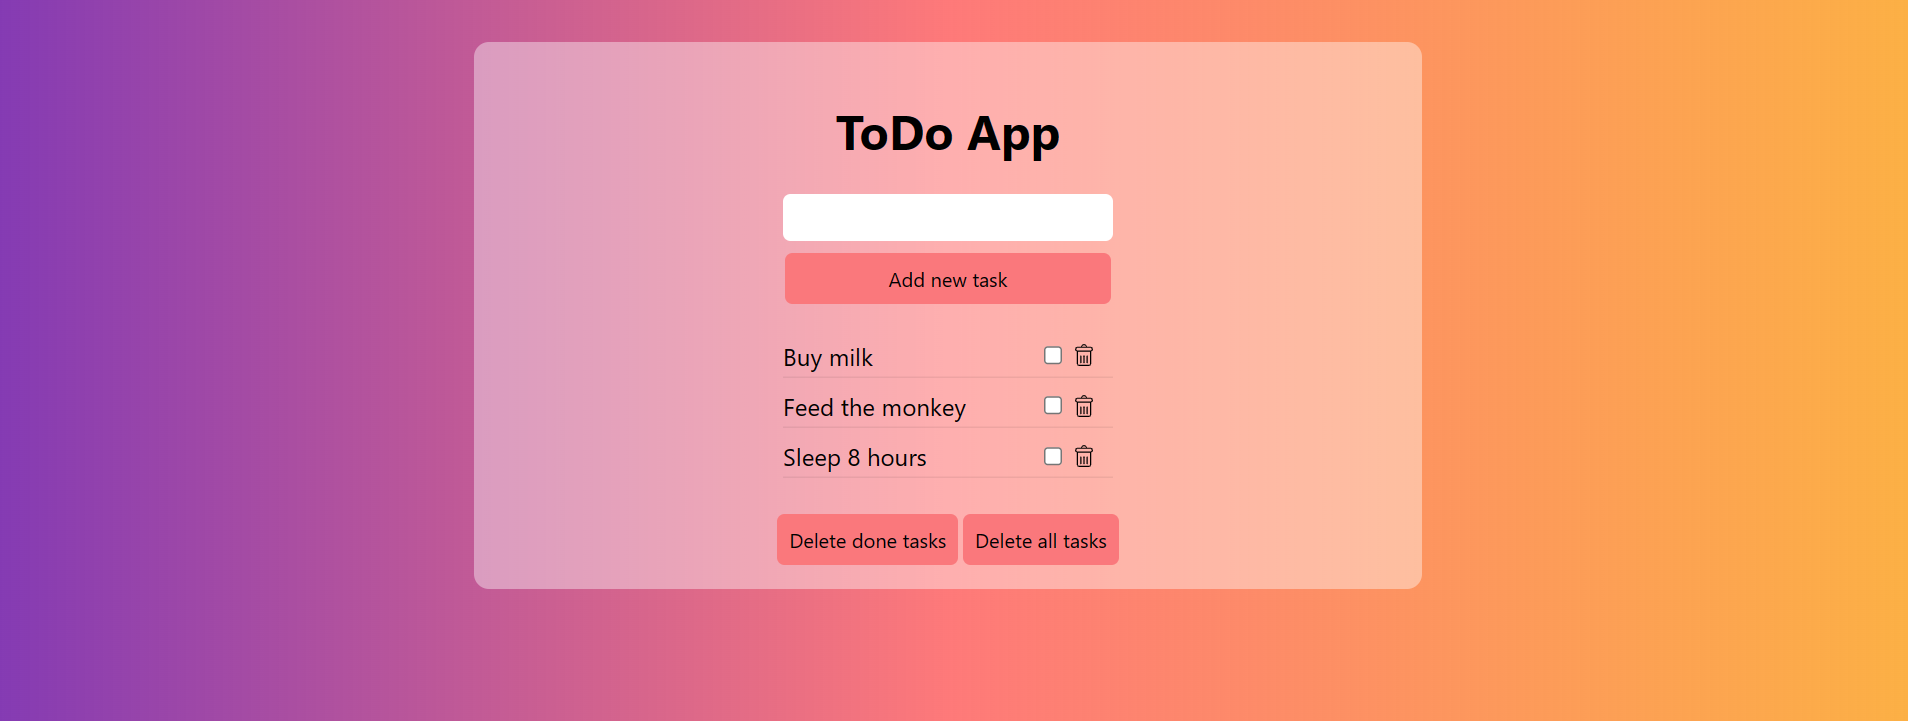 ToDo App
Add new task
Buy milk
Feed the monkey
Sleep 8 hours
Delete done tasks Delete all tasks